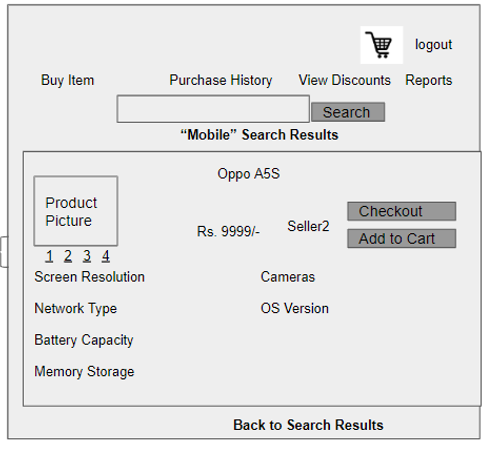 logout
Buy Item Purchase History View Discounts Reports
Search
“Mobile” Search Results
Oppo A5S
Product
Picture
Rs. 9999/- Seller2
Checkout
Add to Cart
1 2 3 4
Screen Resolution Cameras
Network Type OS Version
Battery Capacity
Memory Storage
Back to Search Results